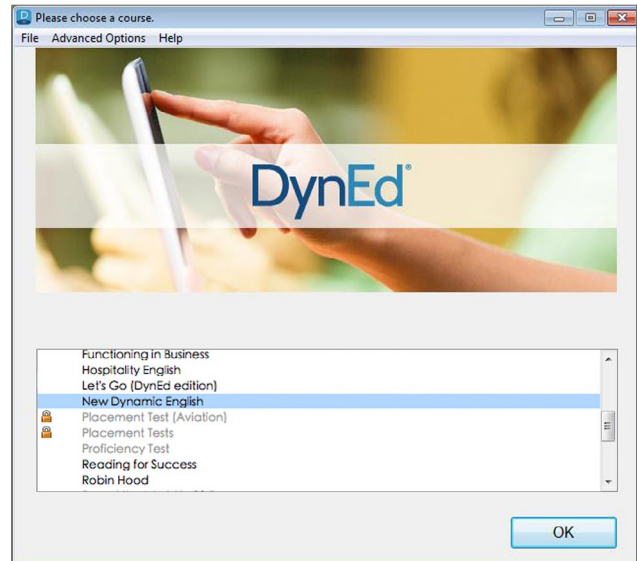 Please choose a course.
File Advanced Options Help
DynEd®
Functioning in Business
Hospitality English
Let's Go (DynEd edition)
New Dynamic English
Placement Test (Aviation)
Placement Tests
Proficiency Test
Reading for Success
Robin Hood
OK